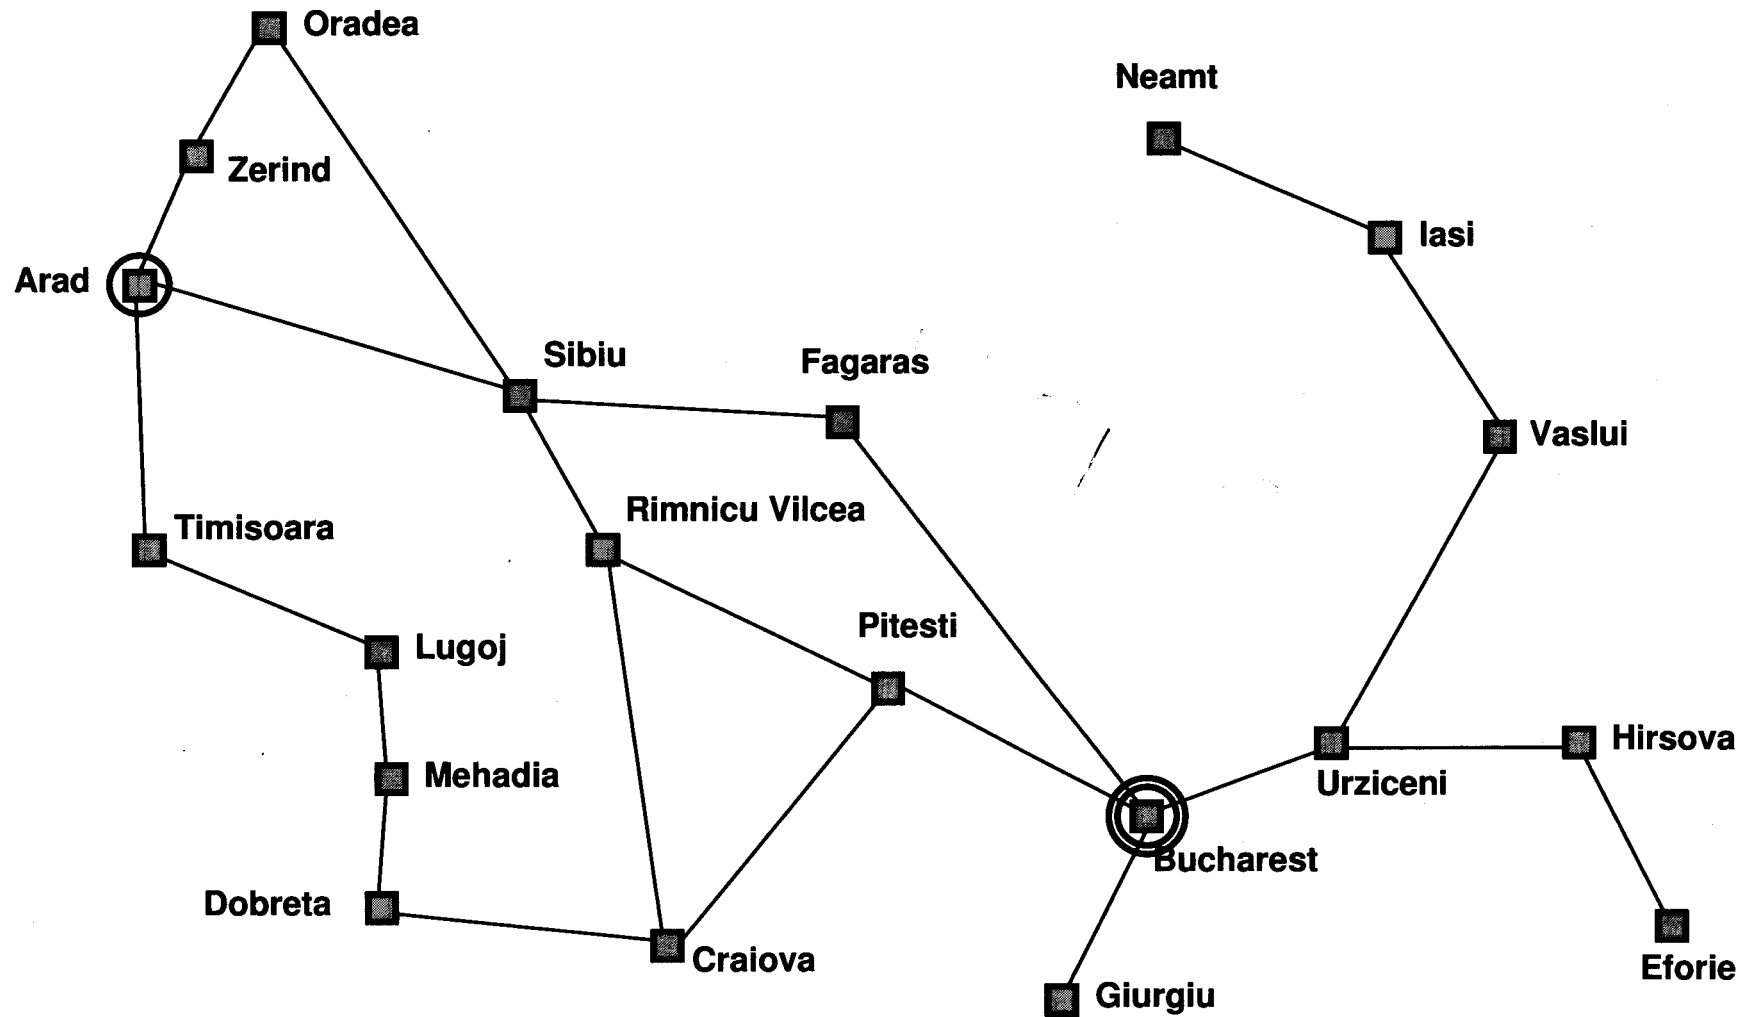 Oradea
Neamt
Zerind
Iasi
Arad
Sibiu
Fagaras
Vaslui
Timisoara
Rimnicu Vilcea
Pitesti
Lugoj
Hirsova
Mehadia
Urziceni
Bucharest
Dobreta
Craiova
Eforie
Giurgiu